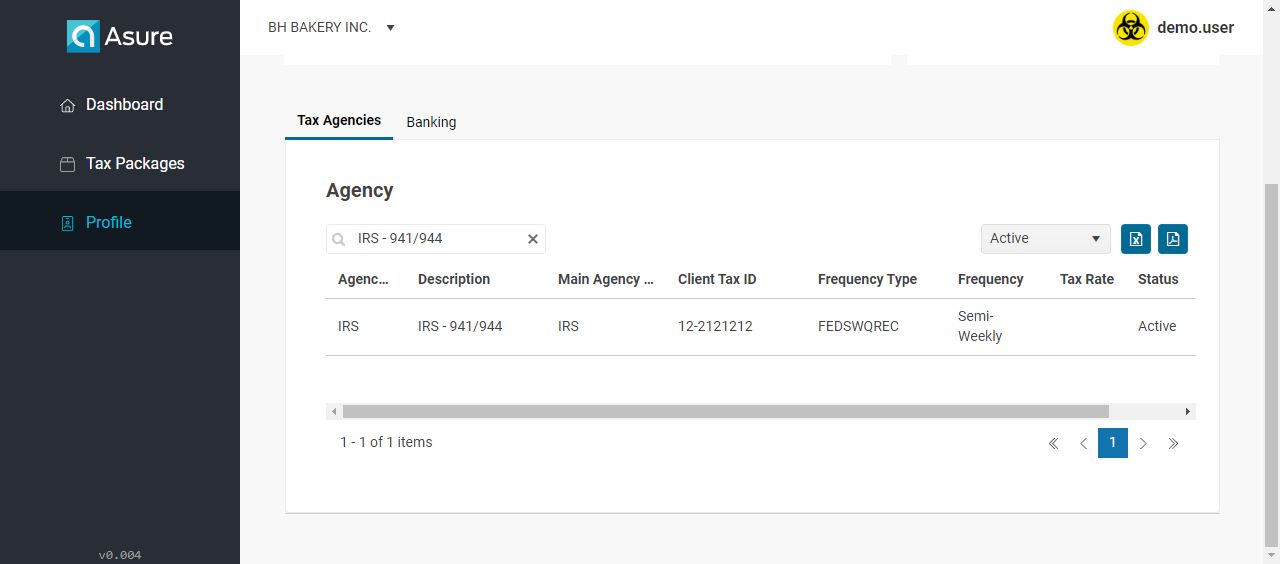 Asure
BH BAKERY INC.
demo.user
Dashboard
Tax Packages
Profile
Tax Agencies
Banking
Agency
IRS - 941/944
Active
Agenc... Description Main Agency ... Client Tax ID Frequency Type Frequency Tax Rate Status
IRS IRS - 941/944 IRS 12-2121212 FEDSWQREC Semi-
Weekly Active
1 - 1 of 1 items
1
v0.004